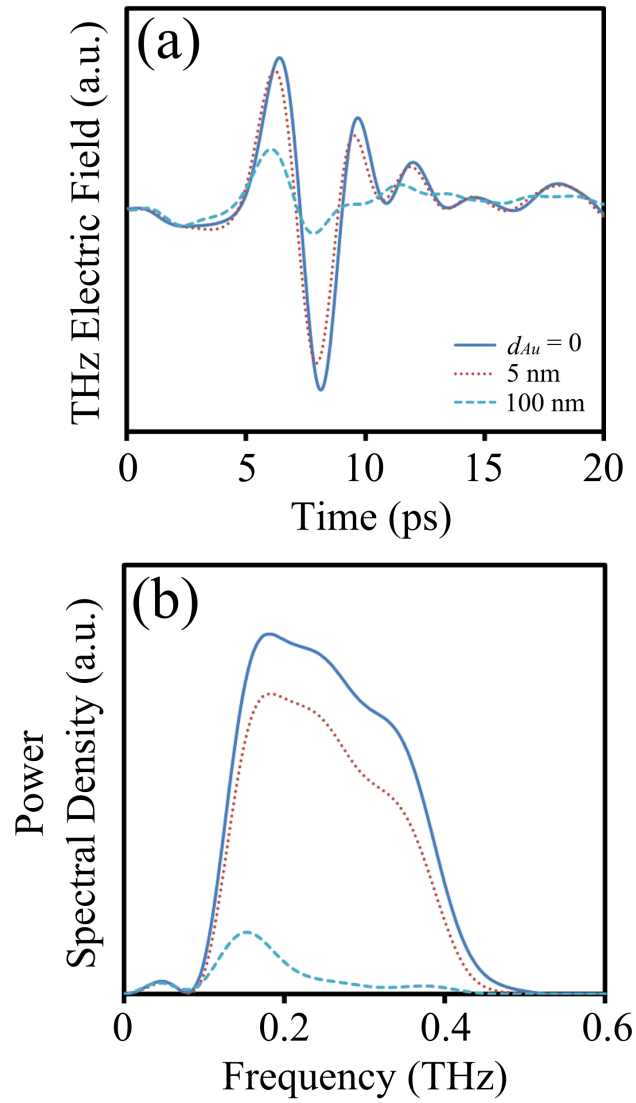 (a)
THz Electric Field (a.u.)
d_Au = 0
5 nm
100 nm
0 5 10 15 20
Time (ps)
(b)
Power
Spectral Density (a.u.)
0 0.2 0.4 0.6
Frequency (THz)